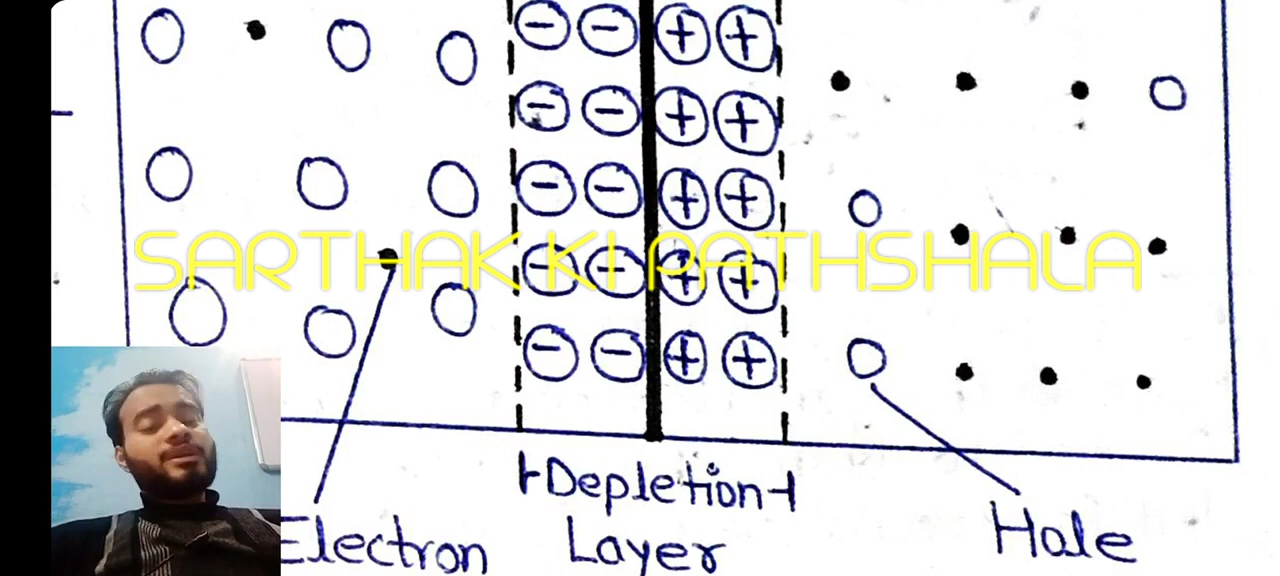 SARTHAK KI PATHSHALA
Depletion
Layer
Electron
Hole